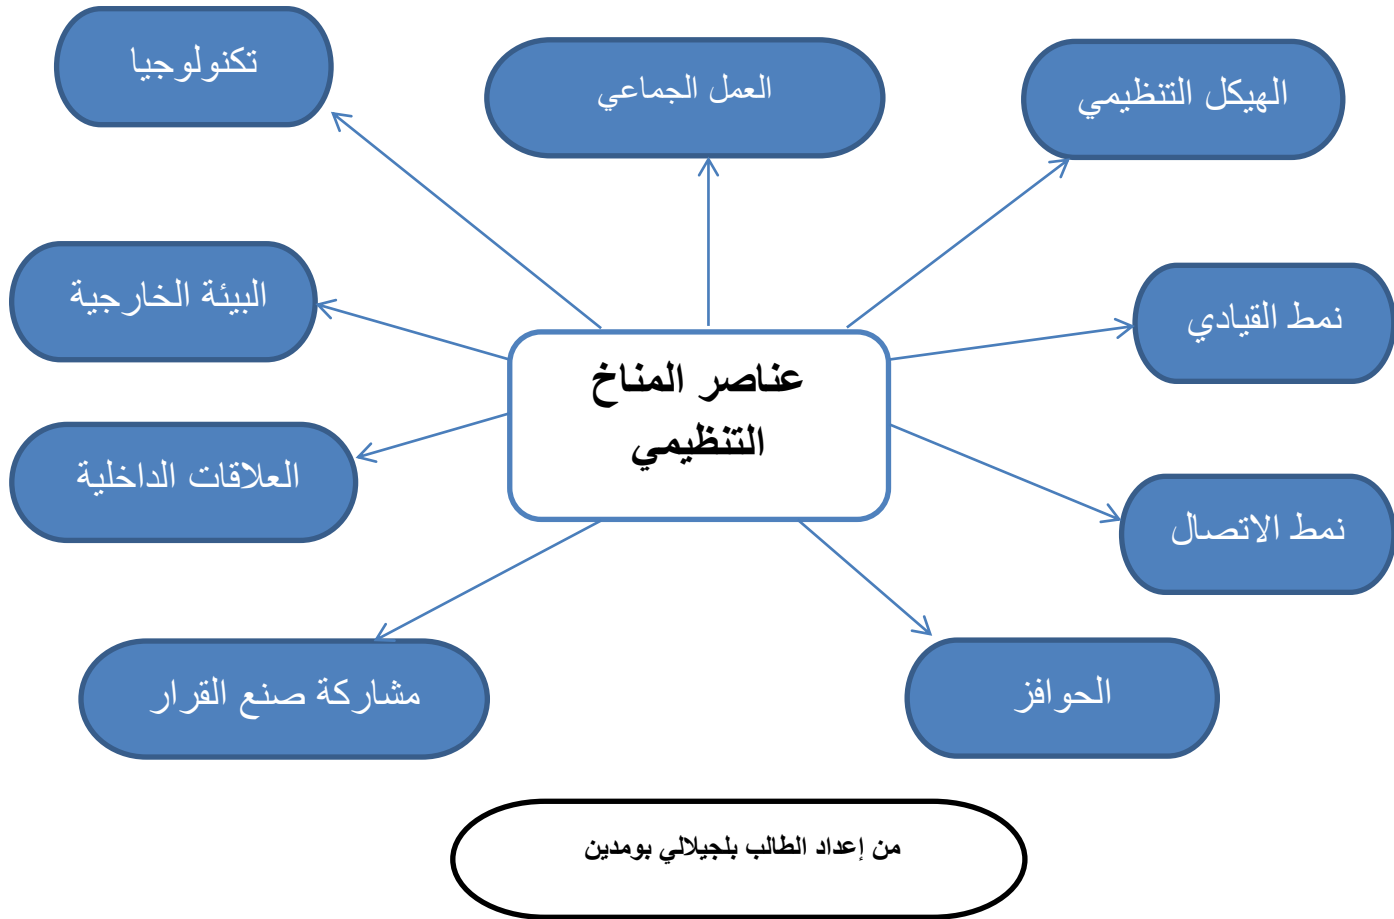 الهيكل التنظيمي
العمل الجماعي
تكنولوجيا
نمط القيادي
البيئة الخارجية
عناصر المناخ
التنظيمي
العلاقات الداخلية
نمط الاتصال
الحوافز
مشاركة صنع القرار
من إعداد الطالب بلجيلالي بومدين